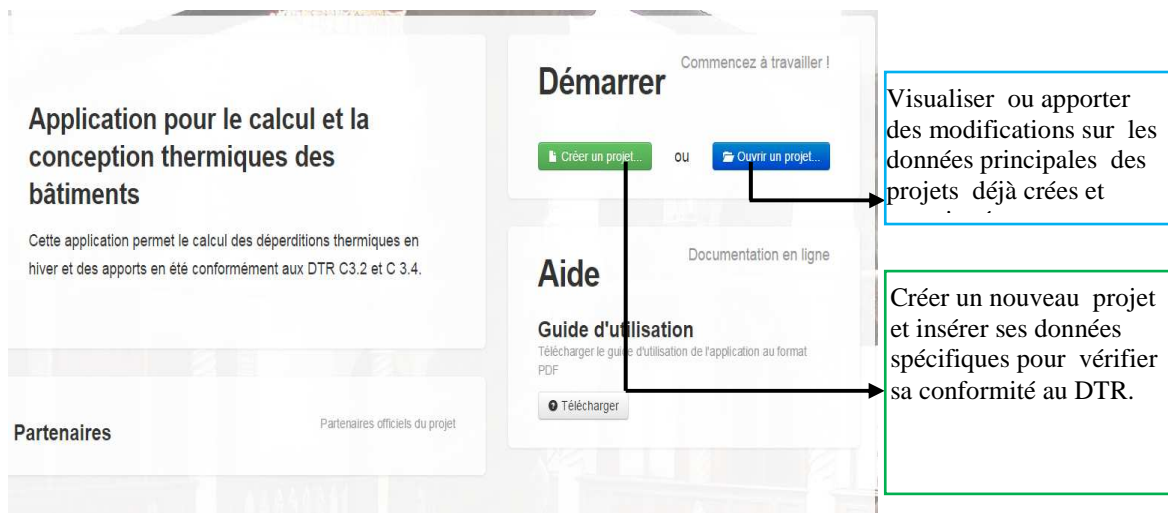 Application pour le calcul et la
conception thermiques des
bâtiments
Cette application permet le calcul des déperditions thermiques en
hiver et des apports en été conformément aux DTR C3.2 et C 3.4.
Partenaires
Partenaires officiels du projet
Démarrer
Commencez à travailler !
Créer un projet...
ou
Ouvrir un projet...
Aide
Documentation en ligne
Guide d'utilisation
Télécharger le guide d'utilisation de l'application au format
PDF
Télécharger
Visualiser ou apporter
des modifications sur les
données principales des
projets déjà crées et
Créer un nouveau projet
et insérer ses données
spécifiques pour vérifier
sa conformité au DTR.